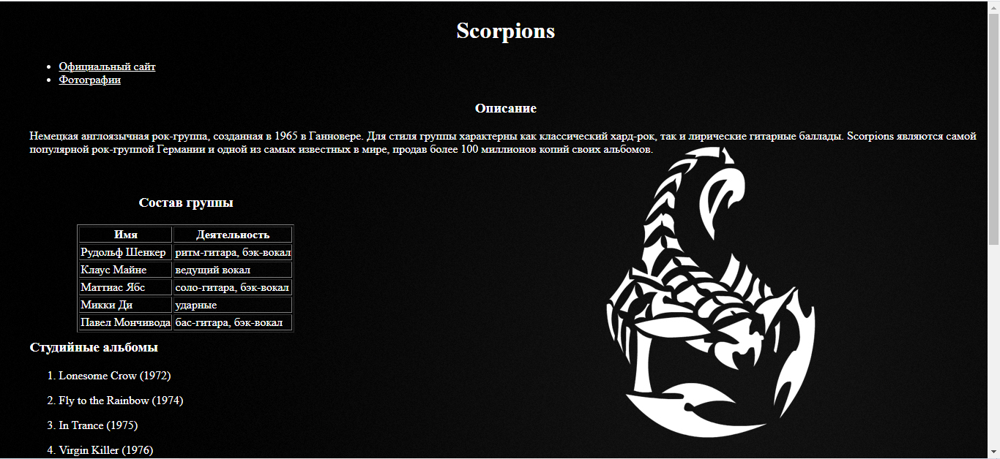 Scorpions
• Официальный сайт
• Фотографии
Описание
Немецкая англоязычная рок-группа, созданная в 1965 в Ганновере. Для стиля группы характерны как классический хард-рок, так и лирические гитарные баллады. Scorpions являются самой
популярной рок-группой Германии и одной из самых известных в мире, продав более 100 миллионов копий своих альбомов.
Состав группы
Имя Деятельность
Рудольф Шенкер ритм-гитара, бэк-вокал
Клаус Майне ведущий вокал
Маттиас Ябс соло-гитара, бэк-вокал
Микки Ди ударные
Павел Мончивода бас-гитара, бэк-вокал
Студийные альбомы
1. Lonesome Crow (1972)
2. Fly to the Rainbow (1974)
3. In Trance (1975)
4. Virgin Killer (1976)